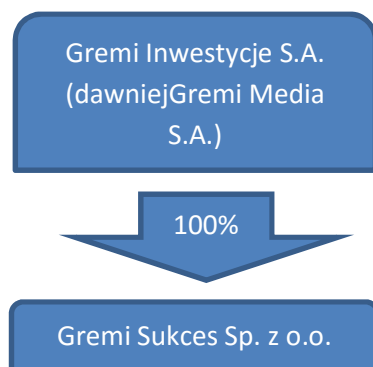 Gremi Inwestycje S.A.
(dawniejGremi Media
S.A.)
100%
Gremi Sukces Sp. z o.o.